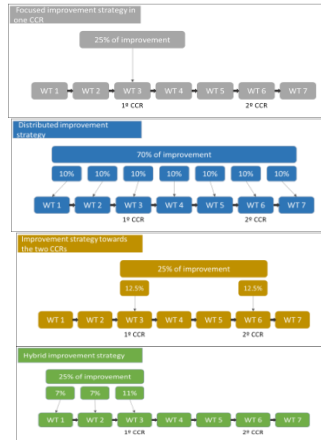 Focused improvement strategy in
one CCR
25% of improvement
WT 1 WT 2 WT 3 WT 4 WT 5 WT 6 WT 7
1º CCR 2º CCR
Distributed improvement
strategy
70% of improvement
10% 10% 10% 10% 10% 10% 10%
WT 1 WT 2 WT 3 WT 4 WT 5 WT 6 WT 7
1º CCR 2º CCR
Improvement strategy towards
the two CCRs
25% of improvement
12.5% 12.5%
WT 1 WT 2 WT 3 WT 4 WT 5 WT 6 WT 7
1º CCR 2º CCR
Hybrid improvement strategy
25% of improvement
7% 7% 11%
WT 1 WT 2 WT 3 WT 4 WT 5 WT 6 WT 7
1º CCR 2º CCR